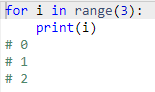 for i in range(3):
    print(i)
# 0
# 1
# 2